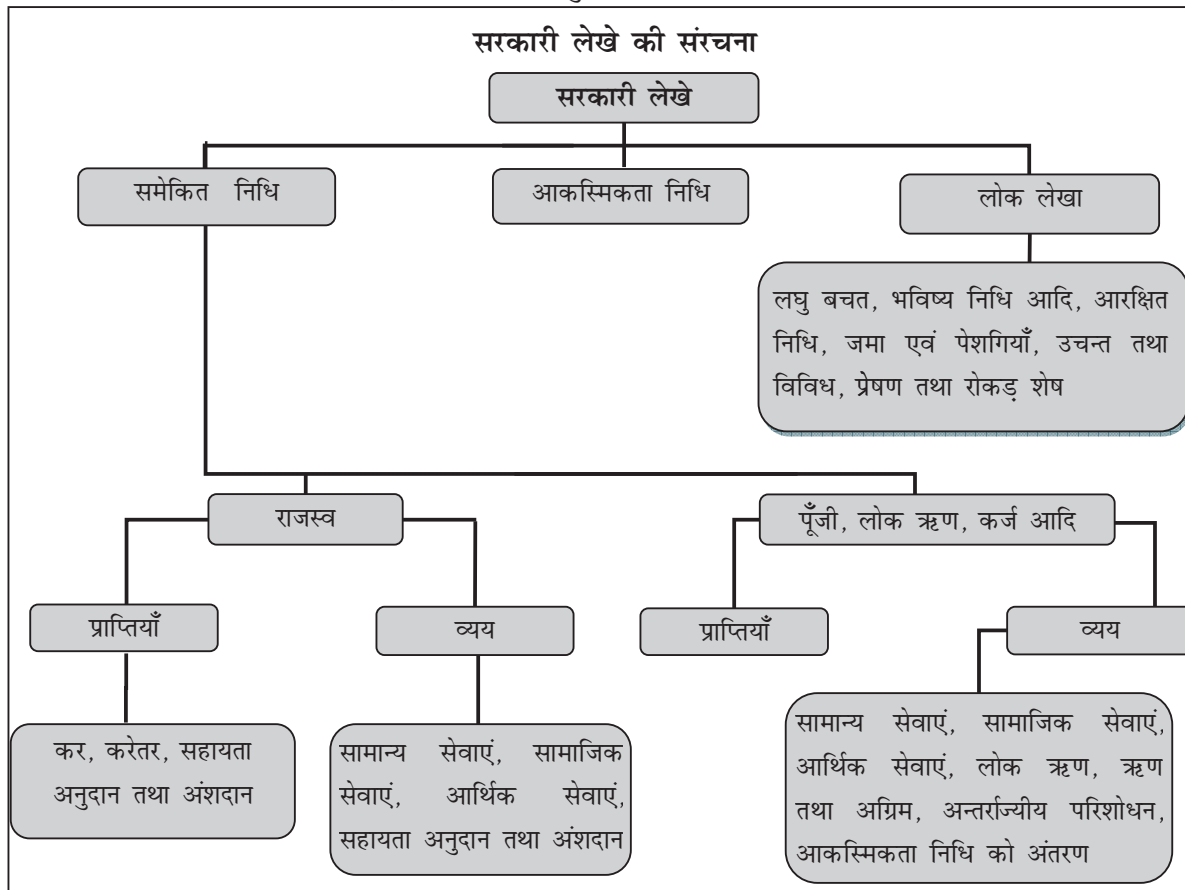 सरकारी लेखे की संरचना
सरकारी लेखे
समेकित निधि
आकस्मिकता निधि
लोक लेखा
लघु बचत, भविष्य निधि आदि, आरक्षित
निधि, जमा एवं पेशगियाँ, उचन्त तथा
विविध, प्रेषण तथा रोकड़ शेष
राजस्व
पूँजी, लोक ऋण, कर्ज आदि
प्राप्तियाँ
व्यय
प्राप्तियाँ
व्यय
कर, करेतर, सहायता
अनुदान तथा अंशदान
सामान्य सेवाएं, सामाजिक
सेवाएं, आर्थिक सेवाएं,
सहायता अनुदान तथा अंशदान
सामान्य सेवाएं, सामाजिक सेवाएं,
आर्थिक सेवाएं, लोक ऋण, ऋण
तथा अग्रिम, अन्तर्राज्यीय परिशोधन,
आकस्मिकता निधि को अंतरण